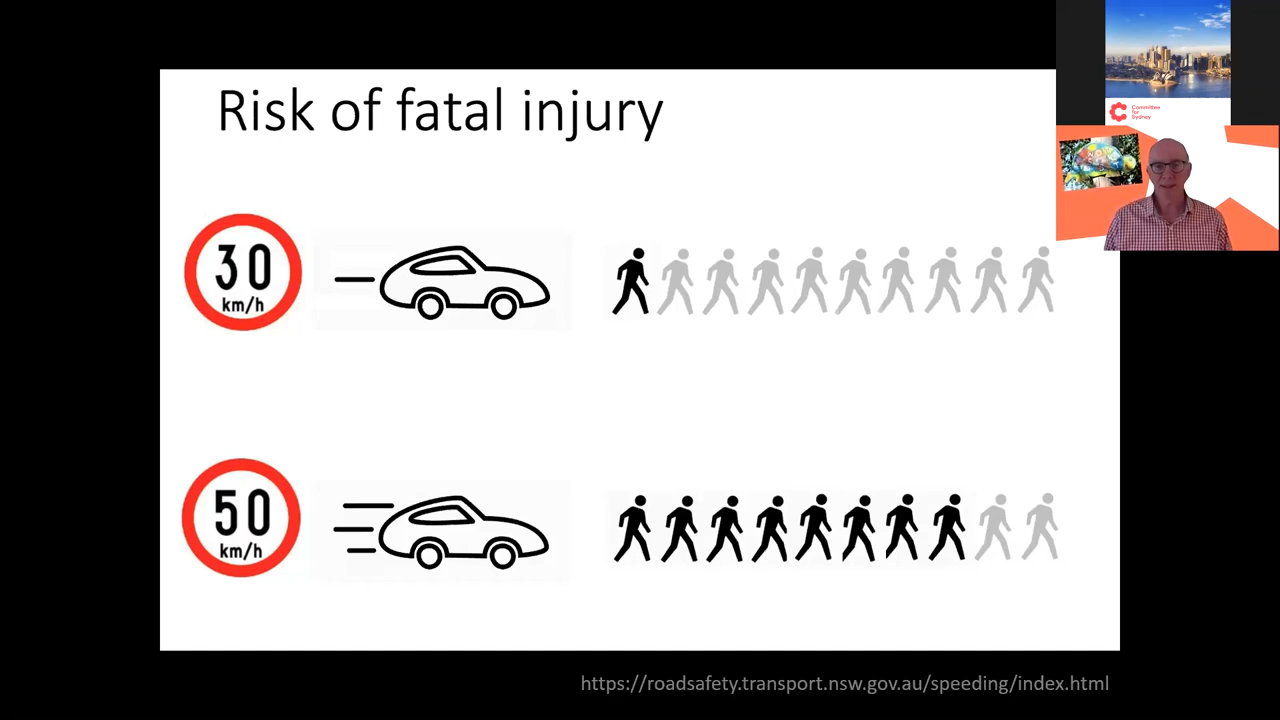 Risk of fatal injury
30
km/h
50
km/h
https://roadsafety.transport.nsw.gov.au/speeding/index.html
Committee
for
Sydney